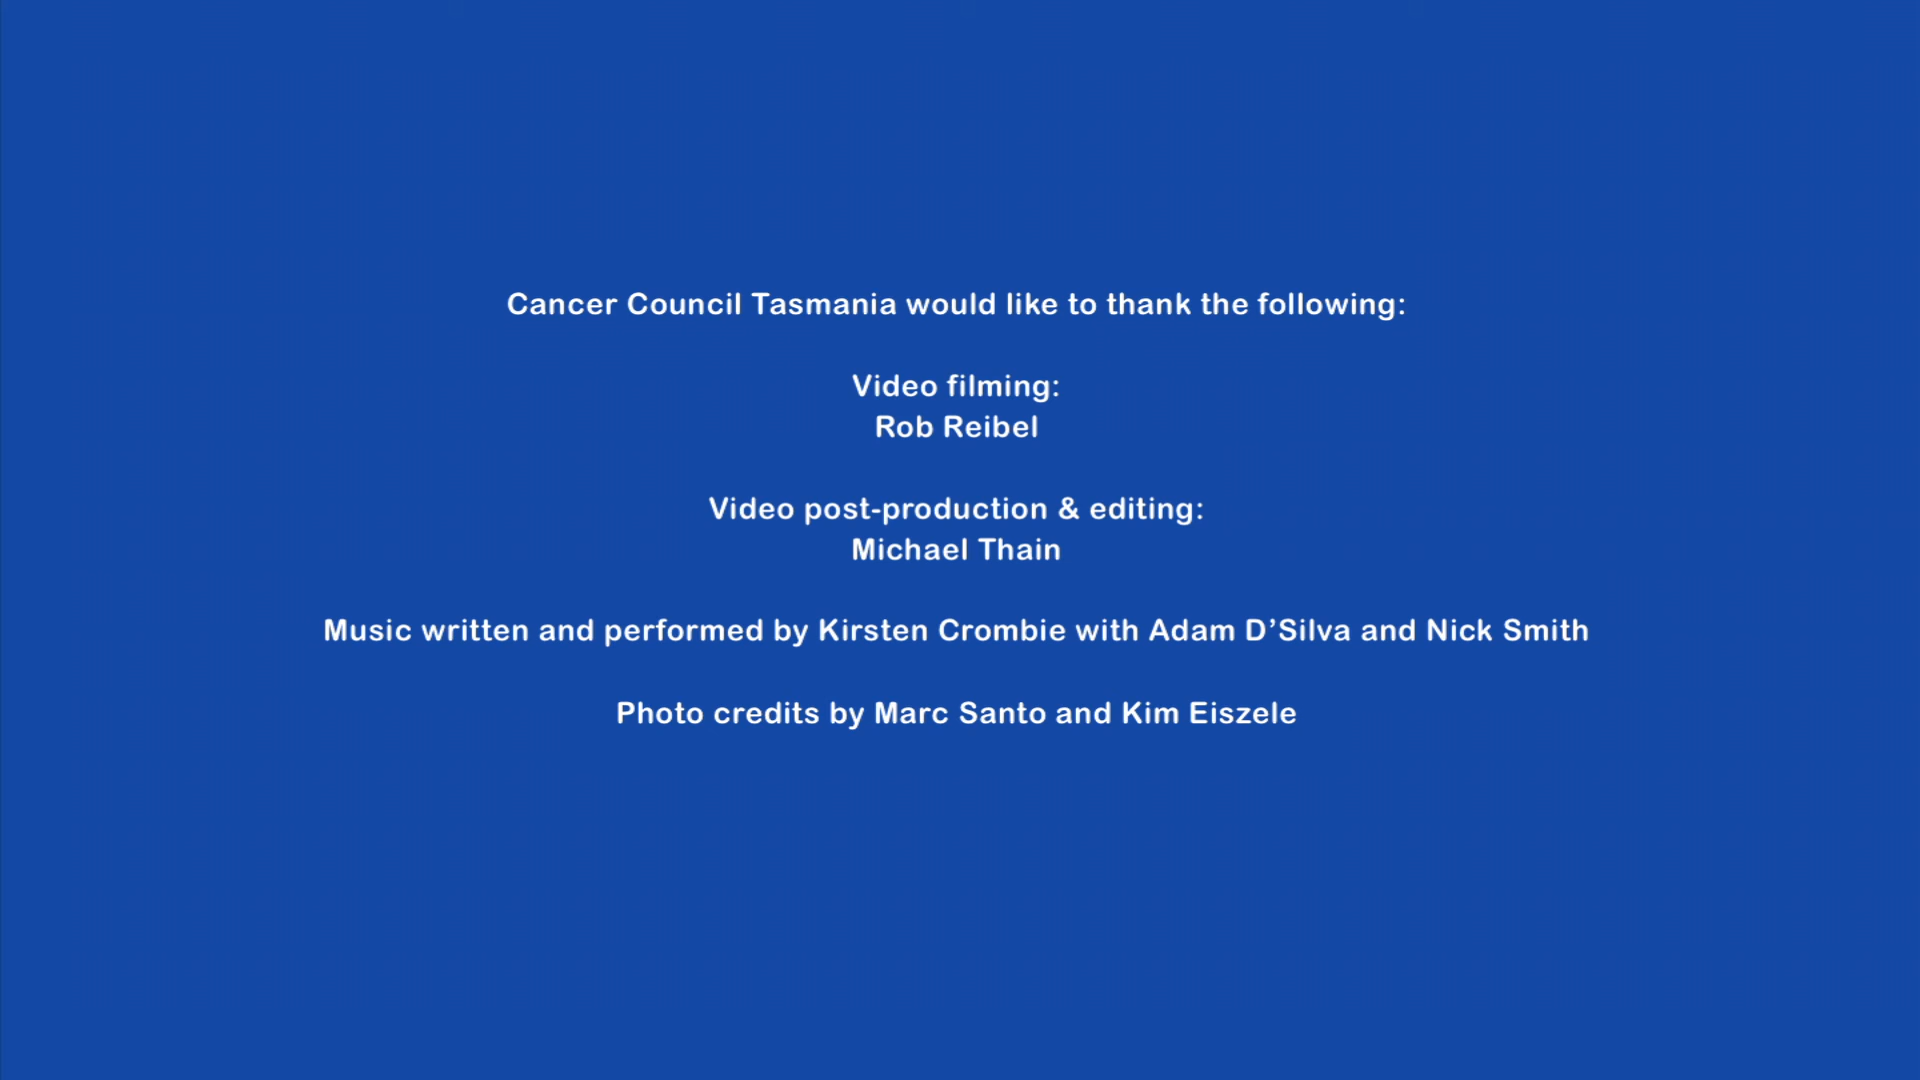 Cancer Council Tasmania would like to thank the following:
Video filming:
Rob Reibel
Video post-production & editing:
Michael Thain
Music written and performed by Kirsten Crombie with Adam D’Silva and Nick Smith
Photo credits by Marc Santo and Kim Eiszele